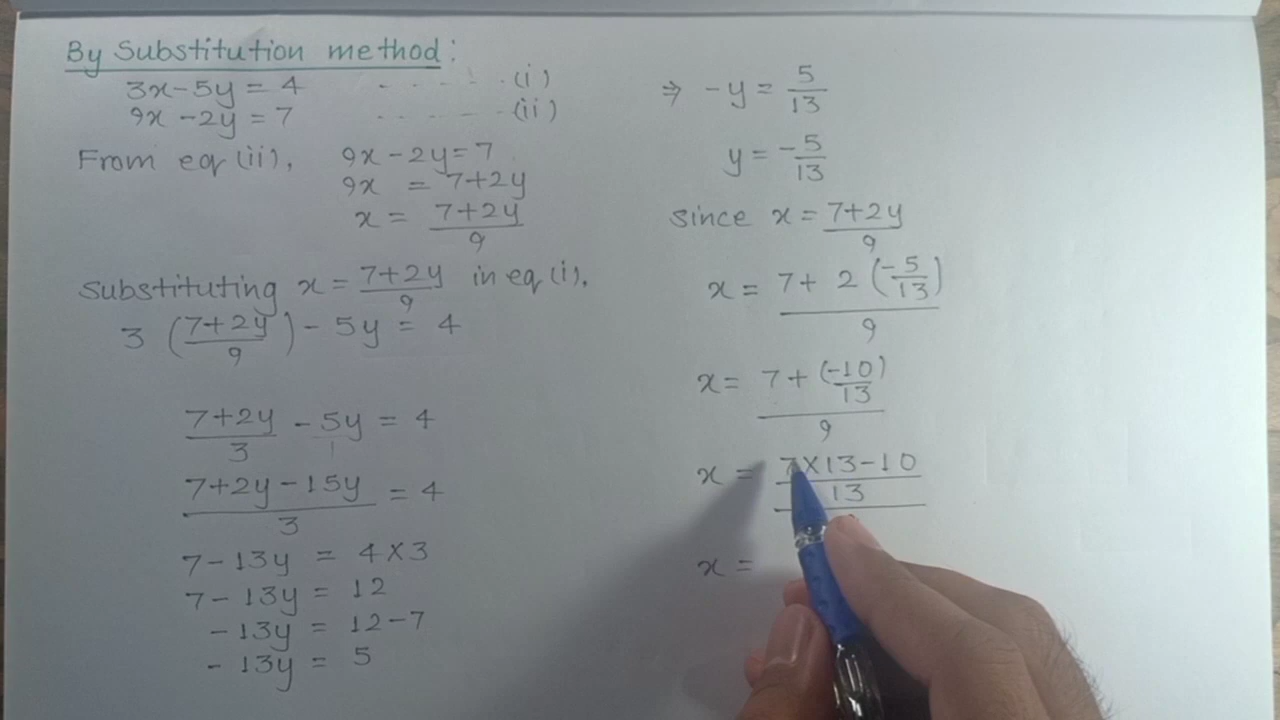 By Substitution method:
3x-5y = 4 ........ (i)
9x-2y = 7 ........ (ii)
From eq (ii), 9x-2y=7
9x = 7+2y
x = 7+2y/9
Substituting x = 7+2y/9 in eq (i),
3 (7+2y/9) - 5y = 4
7+2y/3 - 5y/1 = 4
7+2y-15y/3 = 4
7-13y = 4×3
7-13y = 12
-13y = 12-7
-13y = 5
⇒ -y = 5/13
y = -5/13
since x = 7+2y/9
x = 7+ 2 (-5/13)/9
x = 7+ (-10/13)/9
x = 7×13-10/13
x =